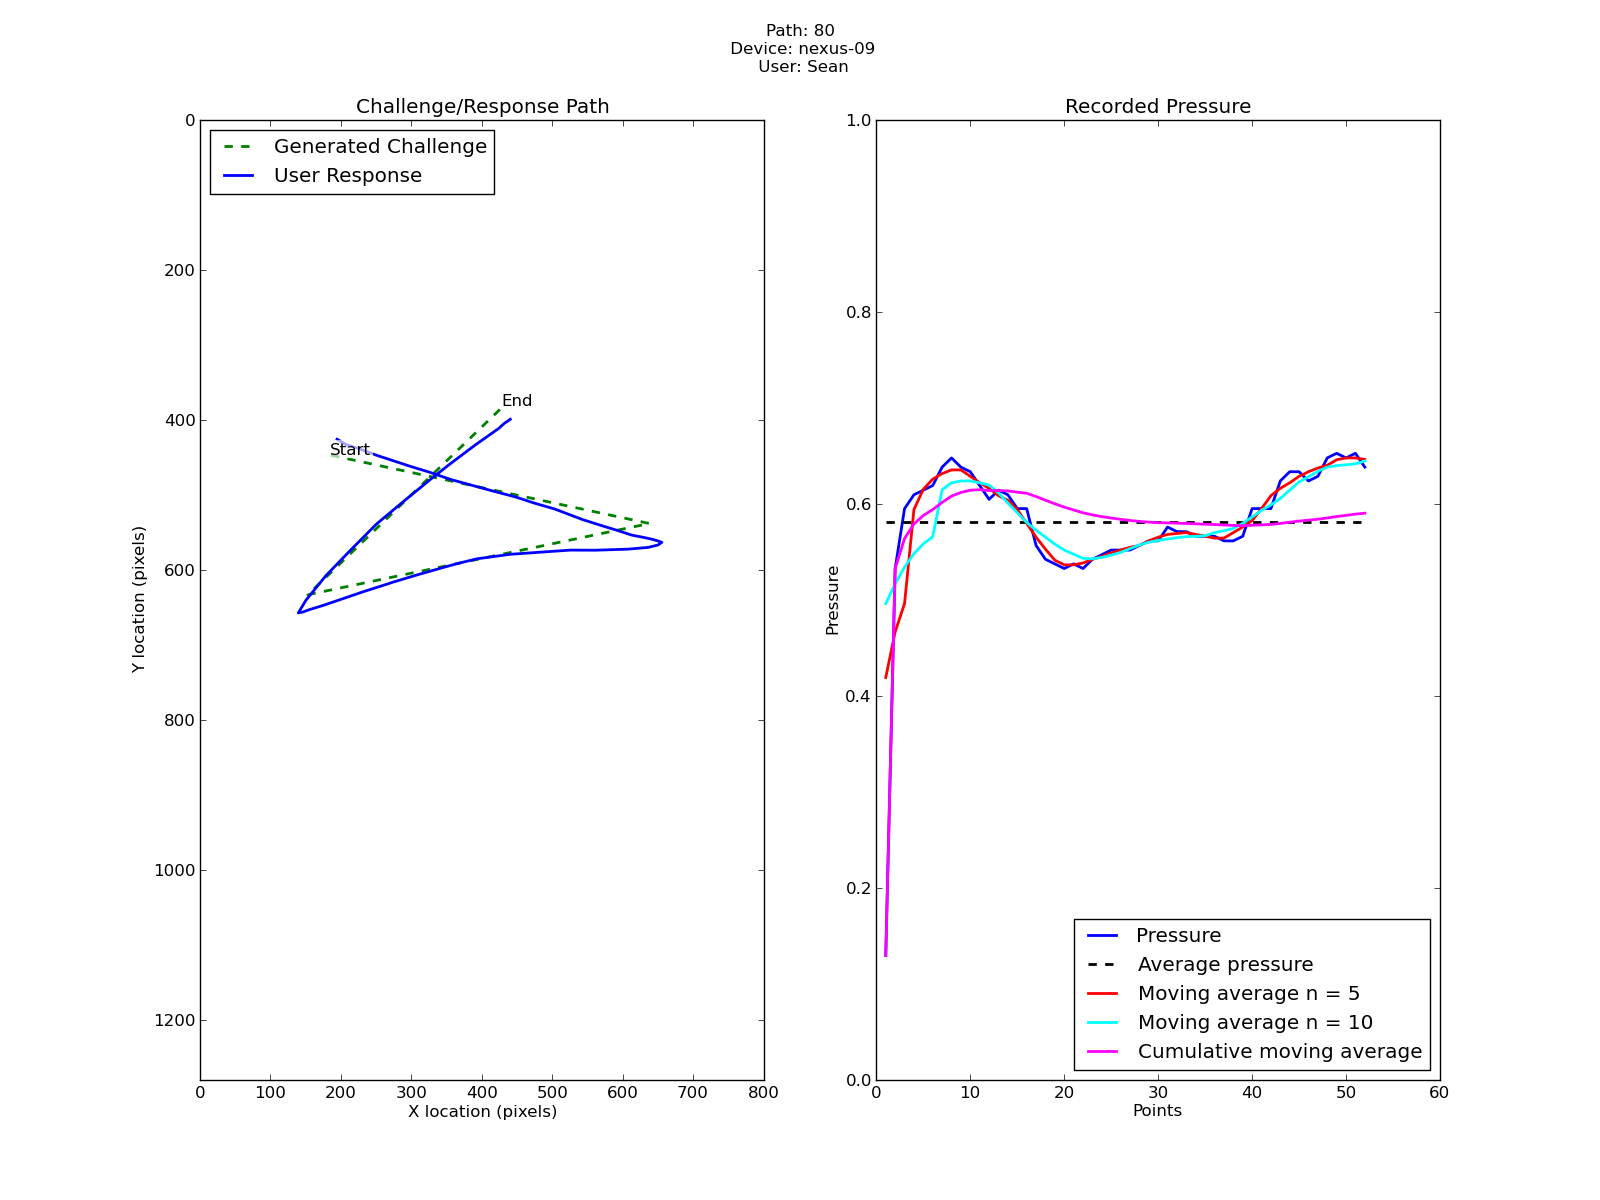 Path: 80
Device: nexus-09
User: Sean
Challenge/Response Path
0
200
400
600
800
1000
1200
Y location (pixels)
Generated Challenge
User Response
End
Start
0 100 200 300 400 500 600 700 800
X location (pixels)
Recorded Pressure
1.0
0.8
0.6
0.4
0.2
0.0
Pressure
Pressure
Average pressure
Moving average n = 5
Moving average n = 10
Cumulative moving average
0 10 20 30 40 50 60
Points